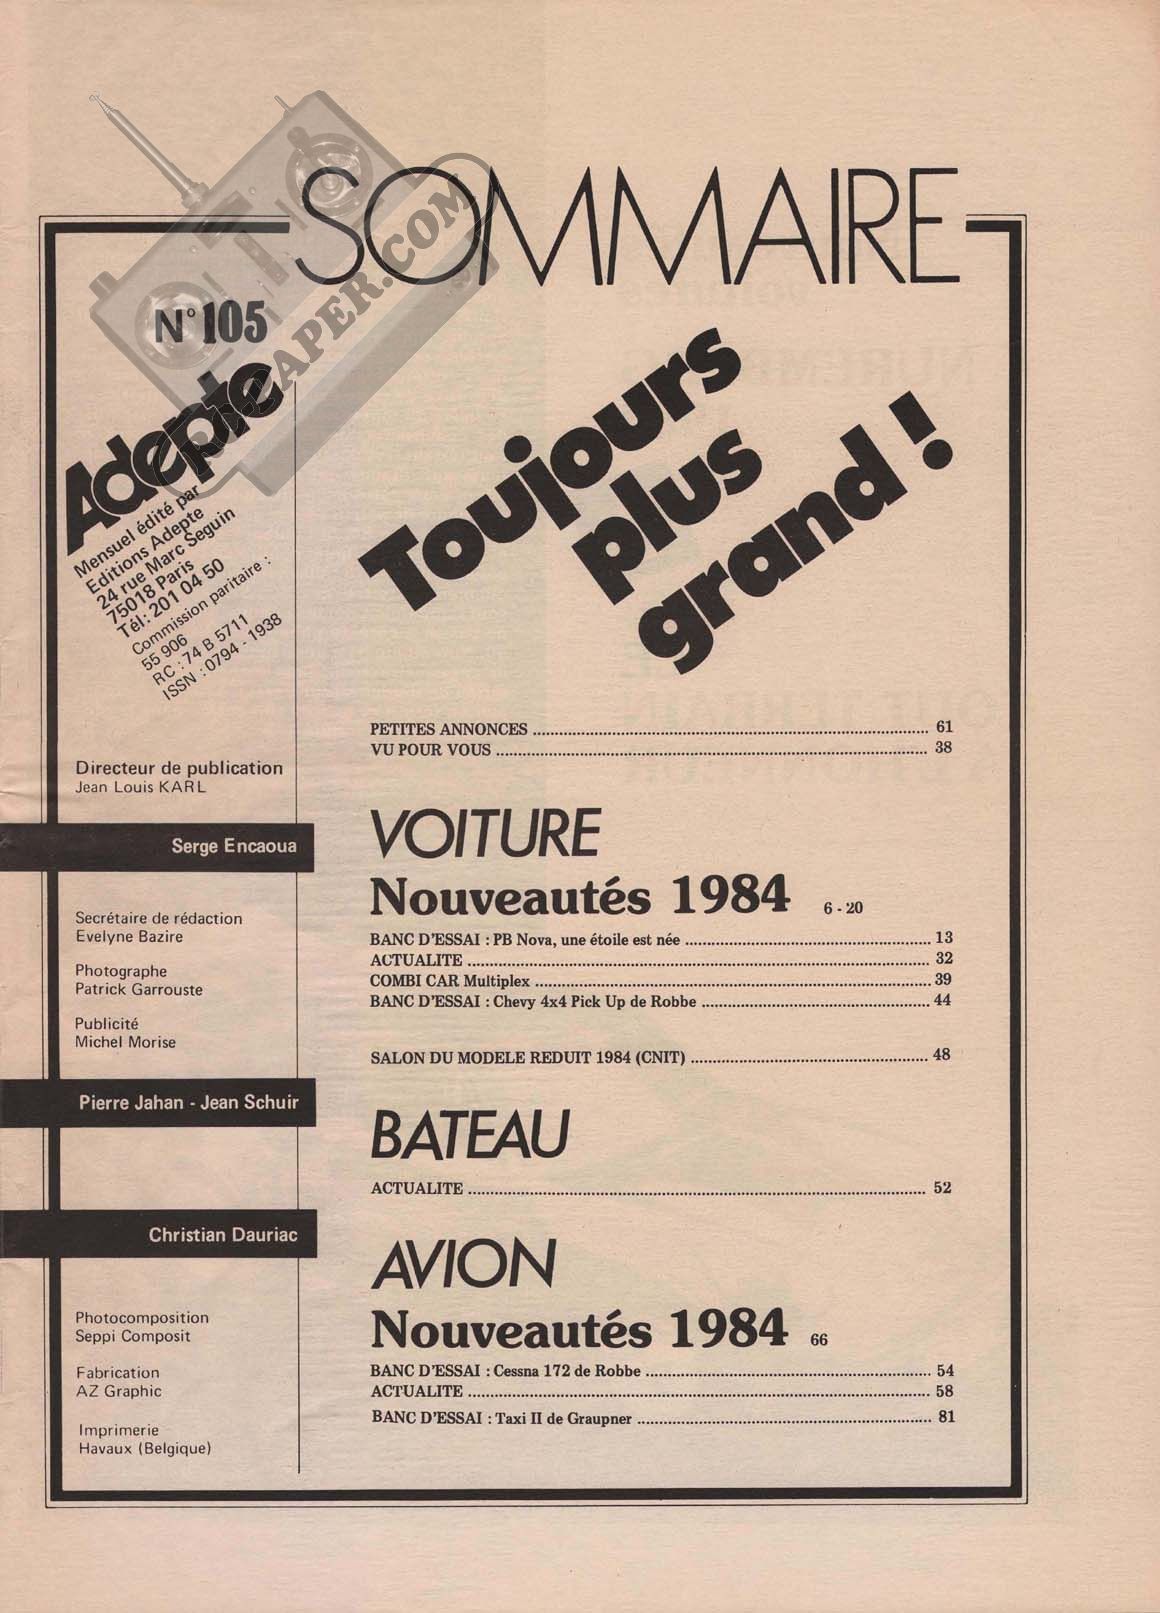 SOMMAIRE
N° 105
Adepte
RC-PAPER.COM
Mensuel édité par
Editions Adepte
24 rue Marc Seguin
75018 Paris
Tél: 201 04 50
Commission paritaire :
55 906
RC : 74 B 5711
ISSN : 0794 - 1938
Directeur de publication
Jean Louis KARL
Serge Encaoua
Secrétaire de rédaction
Evelyne Bazire
Photographe
Patrick Garrouste
Publicité
Michel Morise
Pierre Jahan - Jean Schuir
Christian Dauriac
Photocomposition
Seppi Composit
Fabrication
AZ Graphic
Imprimerie
Havaux (Belgique)
Toujours
plus
grand !
PETITES ANNONCES 61
VU POUR VOUS 38
VOITURE
Nouveautés 1984 6 - 20
BANC D'ESSAI : PB Nova, une étoile est née 13
ACTUALITE 32
COMBI CAR Multiplex 39
BANC D'ESSAI : Chevy 4x4 Pick Up de Robbe 44
SALON DU MODELE REDUIT 1984 (CNIT) 48
BATEAU
ACTUALITE 52
AVION
Nouveautés 1984 66
BANC D'ESSAI : Cessna 172 de Robbe 54
ACTUALITE 58
BANC D'ESSAI : Taxi II de Graupner 81